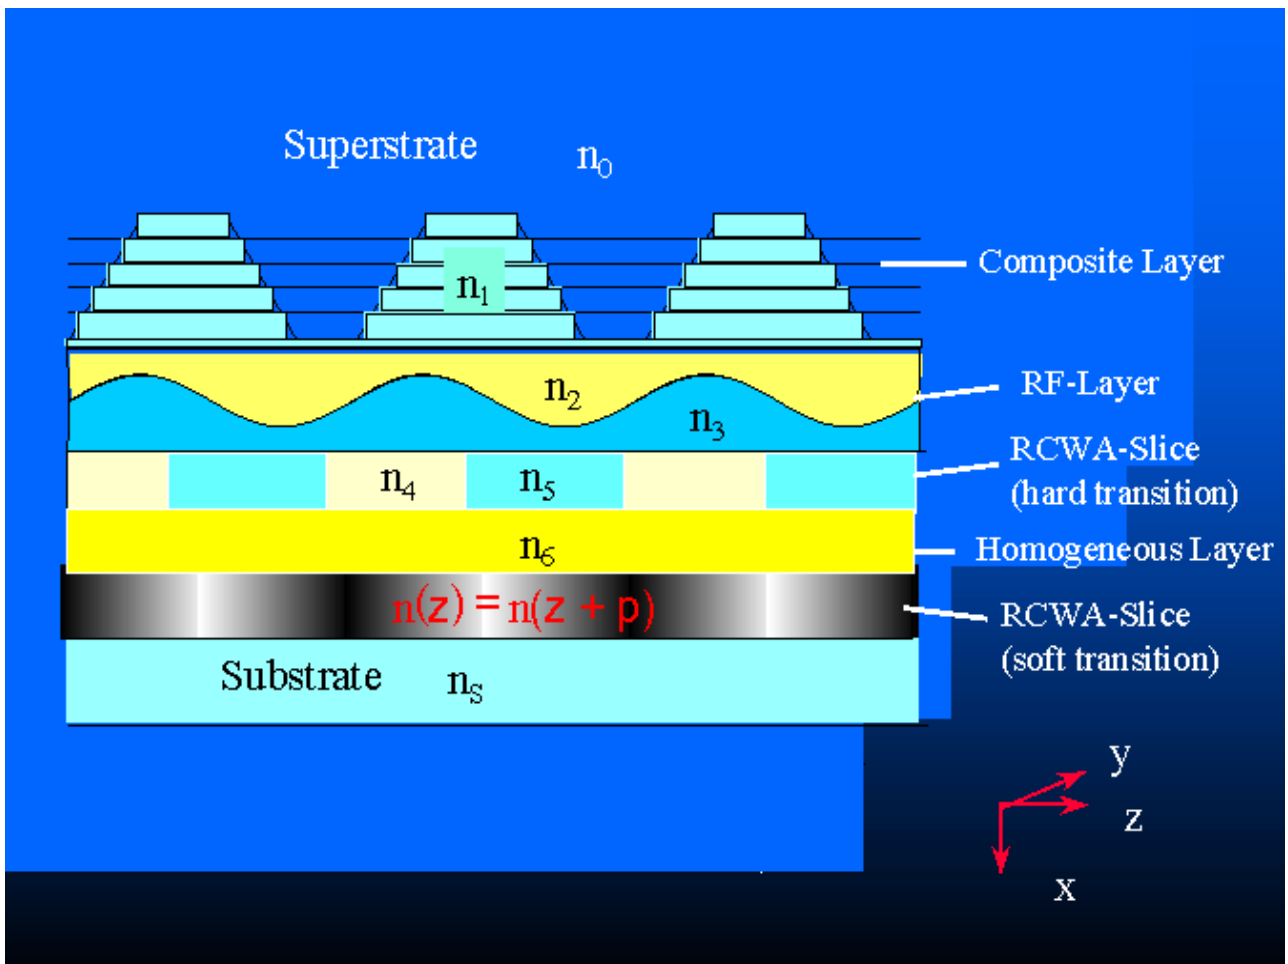 Superstrate n₀
Composite Layer
n₁
RF-Layer
n₂
n₃
RCWA-Slice
(hard transition)
n₄ n₅
Homogeneous Layer
n₆
n(z) = n(z + p)
RCWA-Slice
(soft transition)
Substrate nₛ
y
z
x